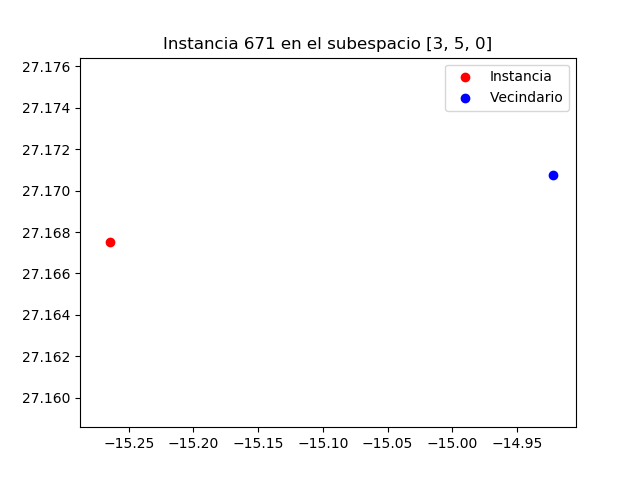 Instancia 671 en el subespacio [3, 5, 0]
Instancia
Vecindario
27.176
27.174
27.172
27.170
27.168
27.166
27.164
27.162
27.160
−15.25 −15.20 −15.15 −15.10 −15.05 −15.00 −14.95